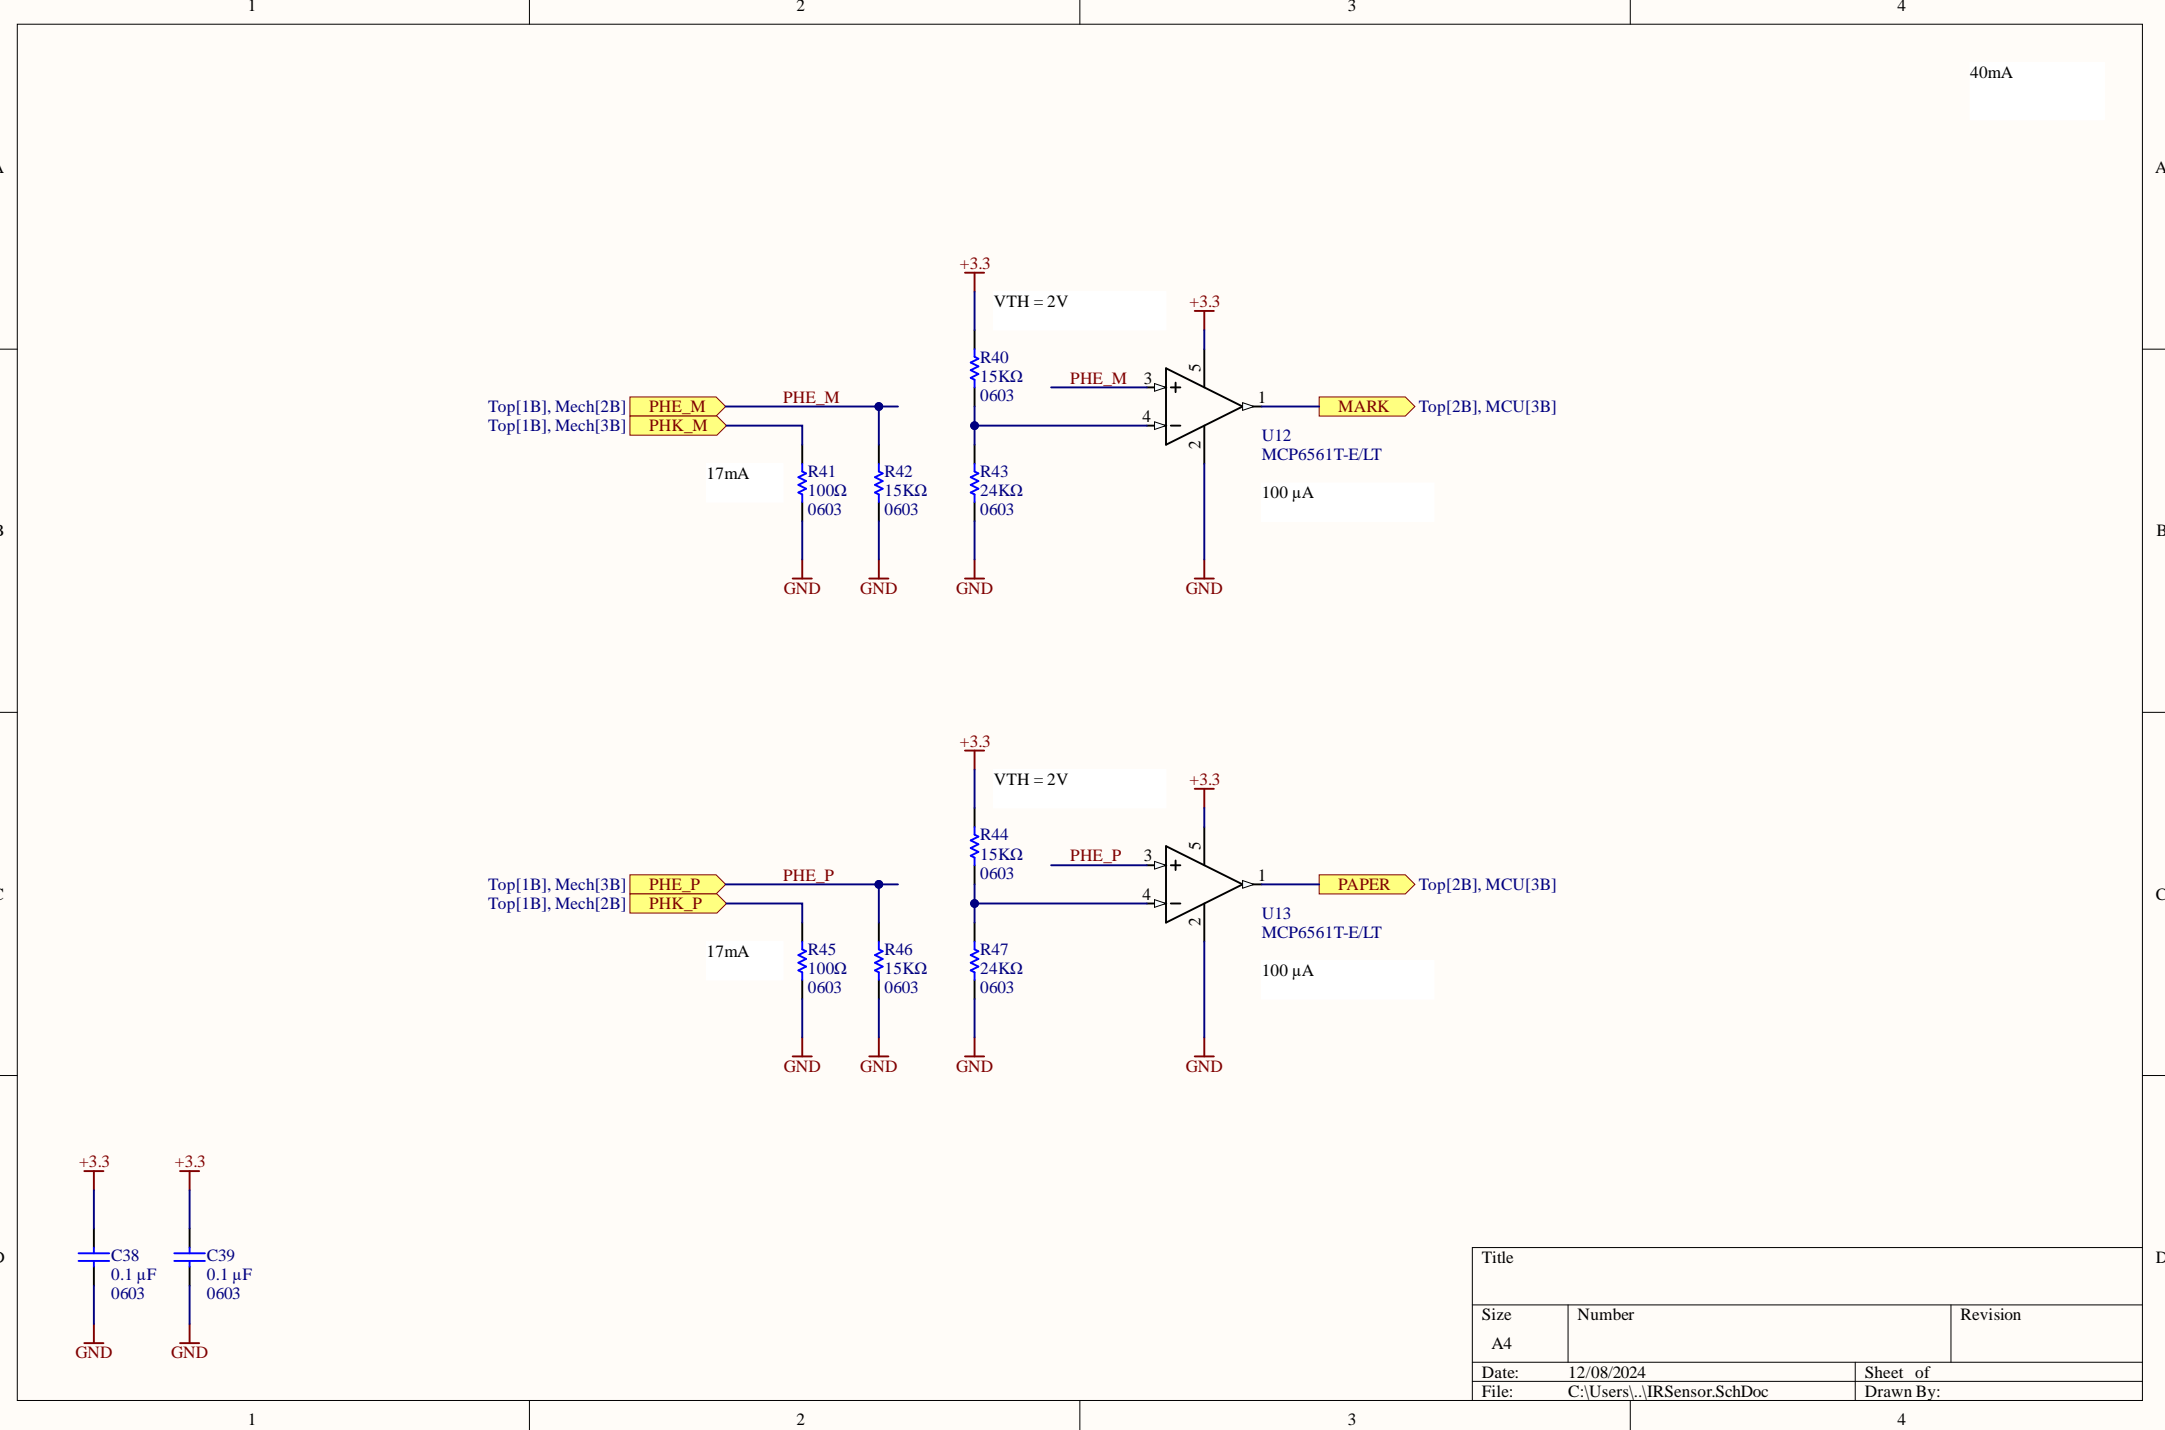 1 2 3 4
40mA
A A
+3.3
VTH = 2V
+3.3
R40
15KΩ
0603
PHE_M 3
5
4
2
1
MARK Top[2B], MCU[3B]
U12
MCP6561T-E/LT
100 µA
Top[1B], Mech[2B] PHE_M PHE_M
Top[1B], Mech[3B] PHK_M
17mA
R41
100Ω
0603
R42
15KΩ
0603
R43
24KΩ
0603
GND GND GND GND
B B
+3.3
VTH = 2V
+3.3
R44
15KΩ
0603
PHE_P 3
5
4
2
1
PAPER Top[2B], MCU[3B]
U13
MCP6561T-E/LT
100 µA
Top[1B], Mech[3B] PHE_P PHE_P
Top[1B], Mech[2B] PHK_P
17mA
R45
100Ω
0603
R46
15KΩ
0603
R47
24KΩ
0603
GND GND GND GND
C C
+3.3 +3.3
C38
0.1 µF
0603
C39
0.1 µF
0603
GND GND
D D
Title
Size Number Revision
A4
Date: 12/08/2024 Sheet of
File: C:\Users\..\IRSensor.SchDoc Drawn By:
1 2 3 4